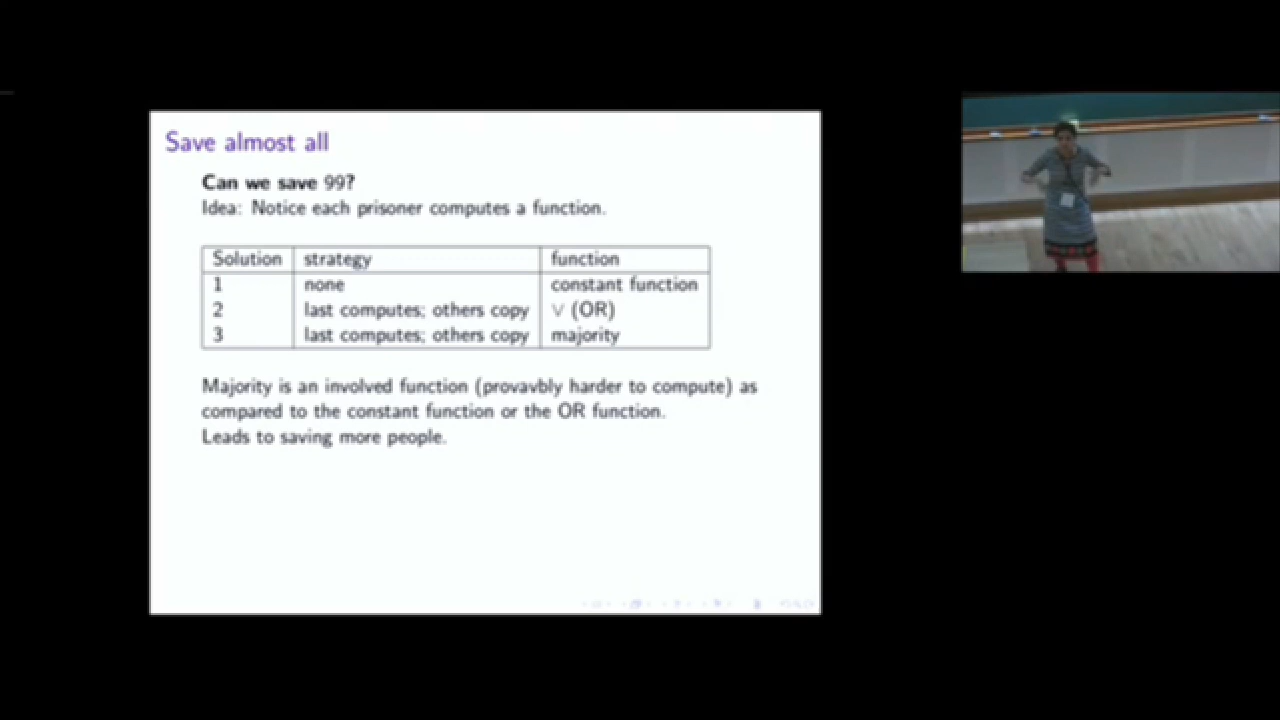 Save almost all
Can we save 99?
Idea: Notice each prisoner computes a function.
Solution strategy function
1 none constant function
2 last computes; others copy ∨ (OR)
3 last computes; others copy majority
Majority is an involved function (provavbly harder to compute) as
compared to the constant function or the OR function.
Leads to saving more people.